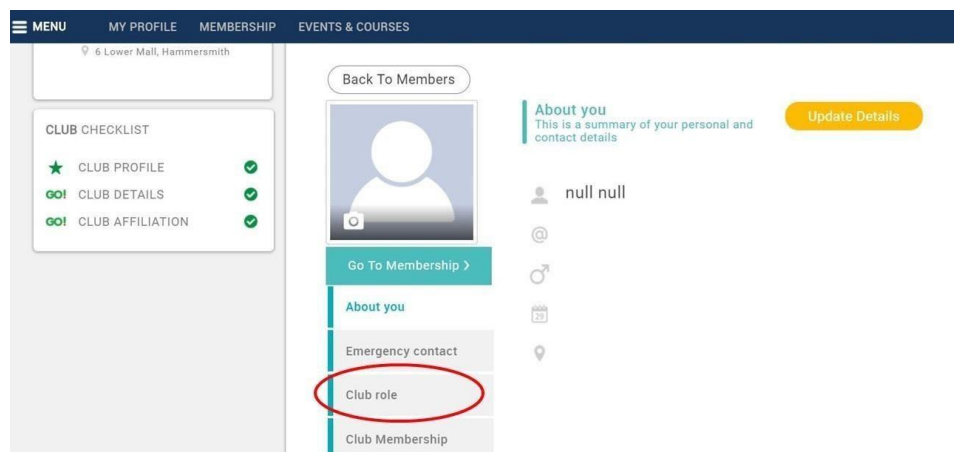 MENU
MY PROFILE
MEMBERSHIP
EVENTS & COURSES
6 Lower Mall, Hammersmith
CLUB CHECKLIST
CLUB PROFILE
GO! CLUB DETAILS
GO! CLUB AFFILIATION
Back To Members
Go To Membership >
About you
Emergency contact
Club role
Club Membership
About you
This is a summary of your personal and
contact details
Update Details
null null
@
29